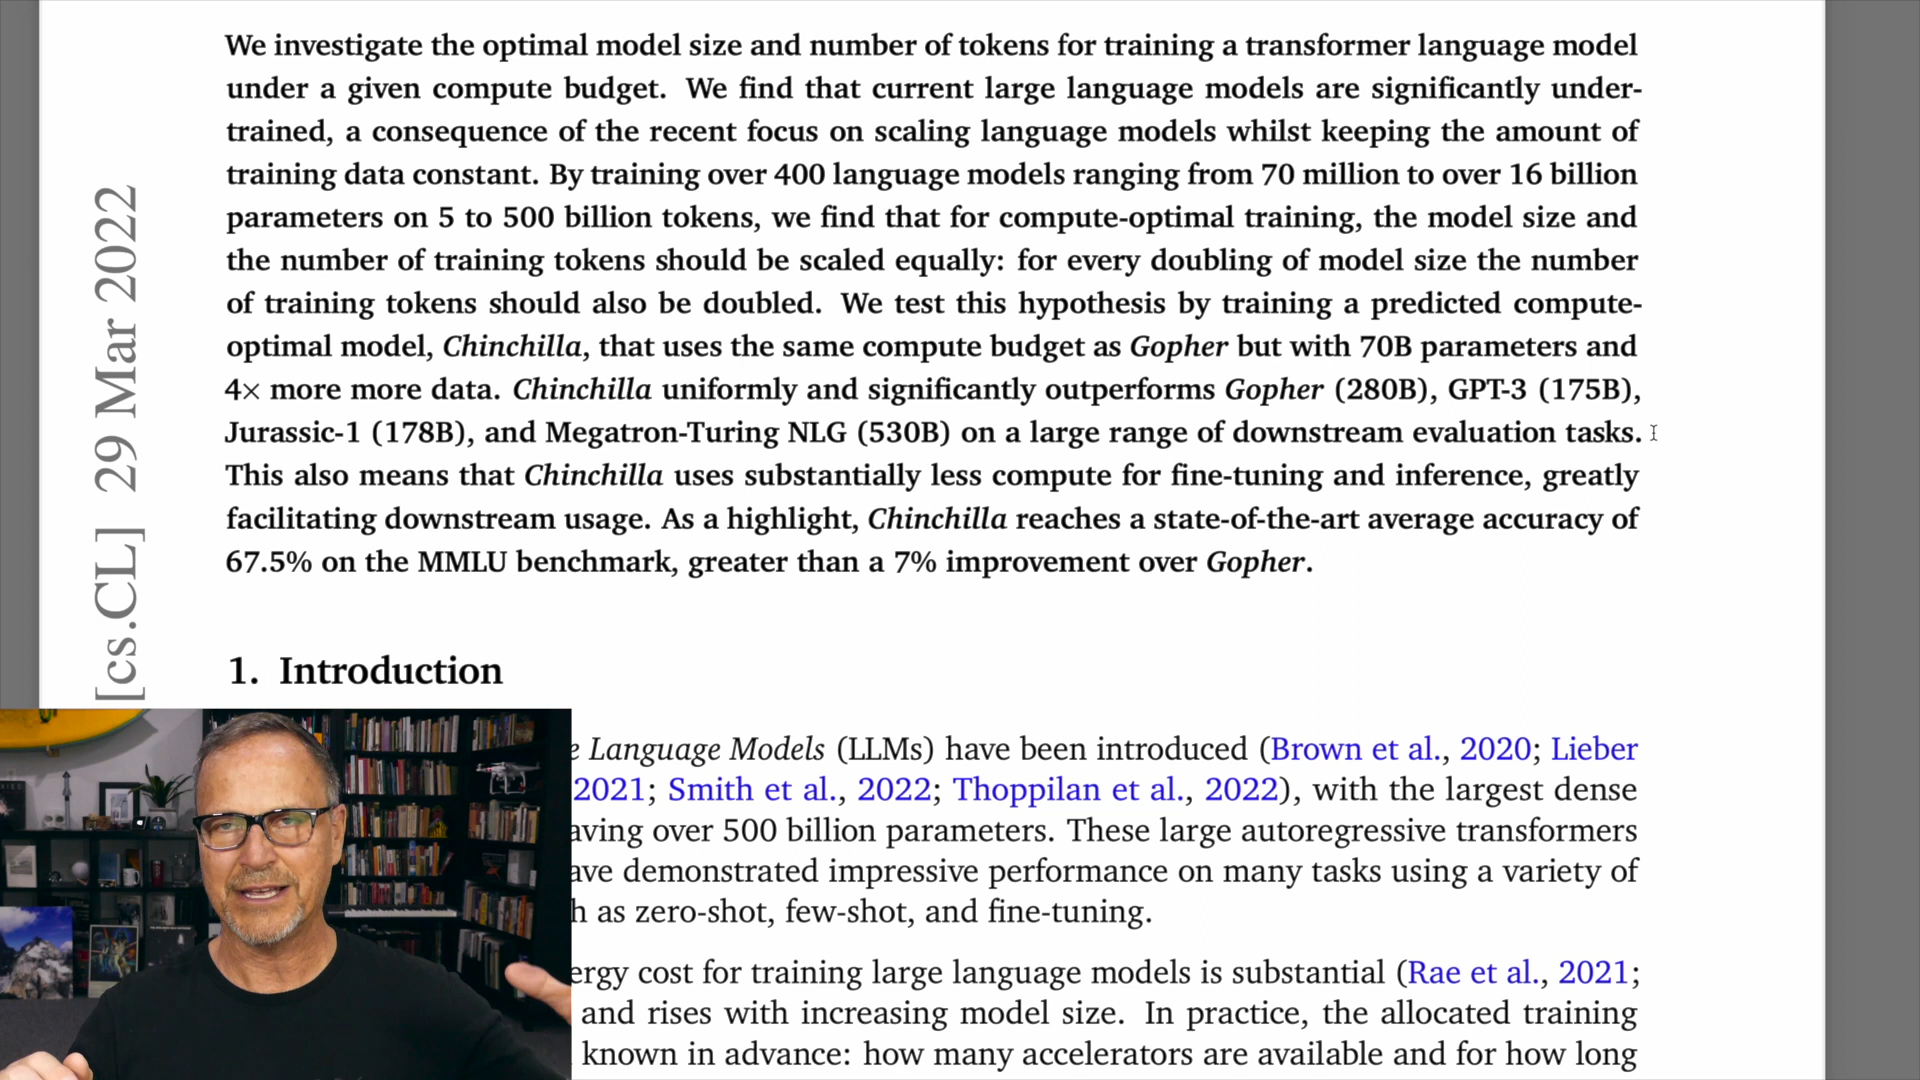 We investigate the optimal model size and number of tokens for training a transformer language model
under a given compute budget. We find that current large language models are significantly under-
trained, a consequence of the recent focus on scaling language models whilst keeping the amount of
training data constant. By training over 400 language models ranging from 70 million to over 16 billion
parameters on 5 to 500 billion tokens, we find that for compute-optimal training, the model size and
the number of training tokens should be scaled equally: for every doubling of model size the number
of training tokens should also be doubled. We test this hypothesis by training a predicted compute-
optimal model, Chinchilla, that uses the same compute budget as Gopher but with 70B parameters and
4× more more data. Chinchilla uniformly and significantly outperforms Gopher (280B), GPT-3 (175B),
Jurassic-1 (178B), and Megatron-Turing NLG (530B) on a large range of downstream evaluation tasks.
This also means that Chinchilla uses substantially less compute for fine-tuning and inference, greatly
facilitating downstream usage. As a highlight, Chinchilla reaches a state-of-the-art average accuracy of
67.5% on the MMLU benchmark, greater than a 7% improvement over Gopher.
[cs.CL] 29 Mar 2022
1. Introduction
e Language Models (LLMs) have been introduced (Brown et al., 2020; Lieber
2021; Smith et al., 2022; Thoppilan et al., 2022), with the largest dense
aving over 500 billion parameters. These large autoregressive transformers
ave demonstrated impressive performance on many tasks using a variety of
h as zero-shot, few-shot, and fine-tuning.
ergy cost for training large language models is substantial (Rae et al., 2021;
and rises with increasing model size. In practice, the allocated training
known in advance: how many accelerators are available and for how long